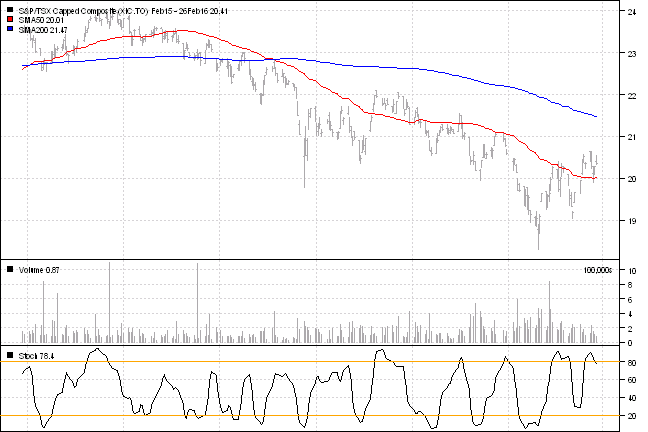 S&P/TSX Capped Composite (XIC.TO) Feb15 - 26Feb16 20.41
SMA50 20.01
SMA200 21.47
24
23
22
21
20
19
Volume 0.87
100,000s
10
8
6
4
2
0
Stoch 78.4
80
60
40
20